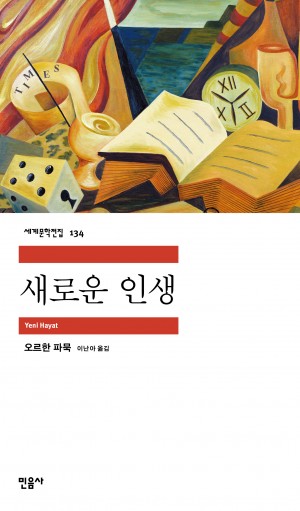 TIMES
XII
III
세계문학전집 134
새로운 인생
Yeni Hayat
오르한 파묵 이난아 옮김
민음사